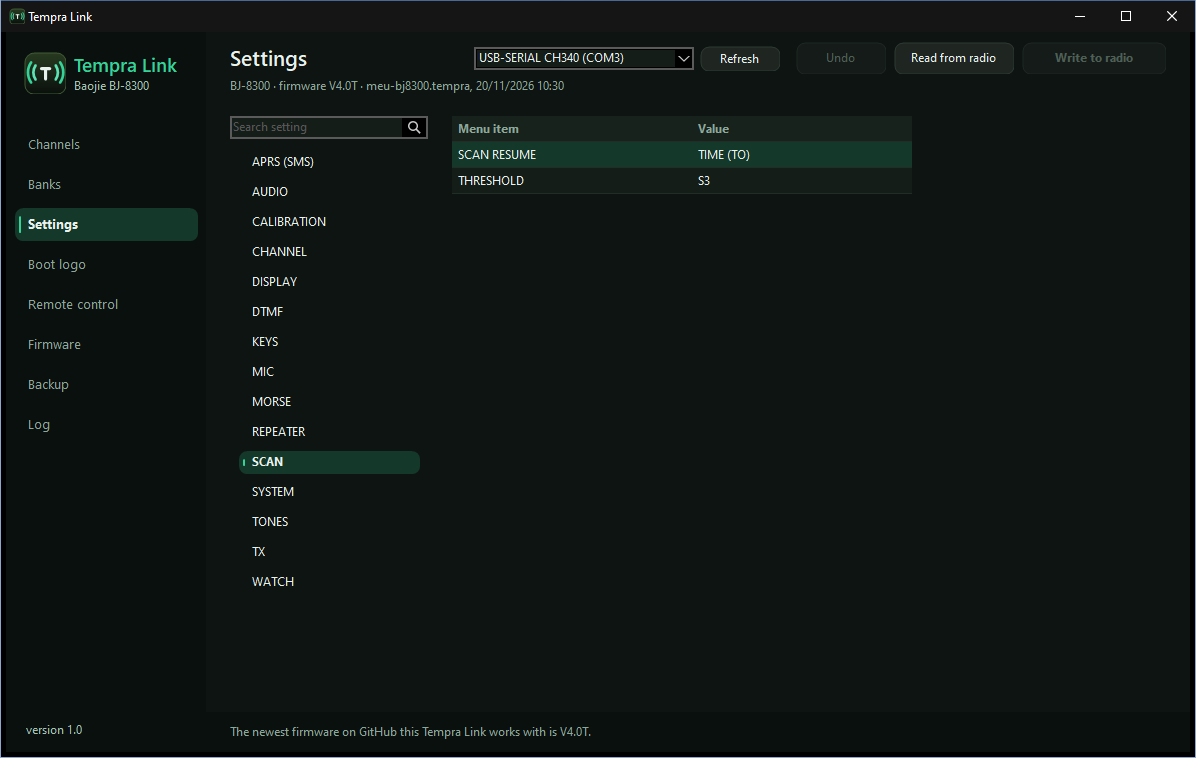 (T) Tempra Link
(T) Tempra Link
Baojie BJ-8300
Channels
Banks
Settings
Boot logo
Remote control
Firmware
Backup
Log
version 1.0
Settings
USB-SERIAL CH340 (COM3)
Refresh
Undo
Read from radio
Write to radio
BJ-8300 · firmware V4.0T · meu-bj8300.tempra, 20/11/2026 10:30
Search setting
APRS (SMS)
AUDIO
CALIBRATION
CHANNEL
DISPLAY
DTMF
KEYS
MIC
MORSE
REPEATER
SCAN
SYSTEM
TONES
TX
WATCH
Menu item Value
SCAN RESUME TIME (TO)
THRESHOLD S3
The newest firmware on GitHub this Tempra Link works with is V4.0T.